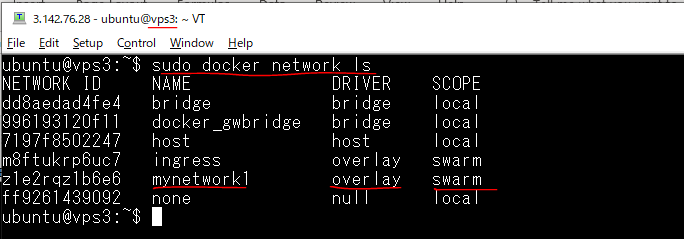 3.142.76.28 - ubuntu@vps3: ~ VT
File Edit Setup Control Window Help
ubuntu@vps3:~$ sudo docker network ls
NETWORK ID NAME DRIVER SCOPE
dd8aedad4fe4 bridge bridge local
996193120f11 docker_gwbridge bridge local
7197f8502247 host host local
m8ftukrp6uc7 ingress overlay swarm
z1e2rqz1b6e6 mynetwork1 overlay swarm
ff9261439092 none null local
ubuntu@vps3:~$